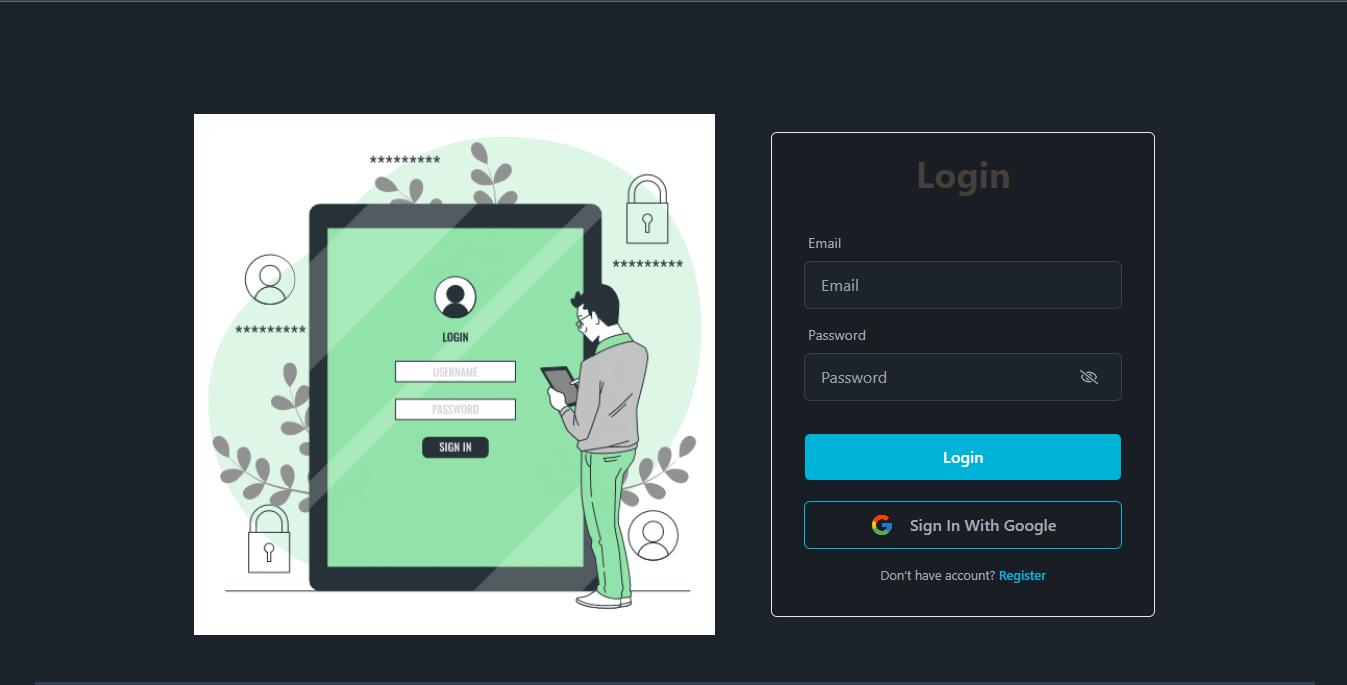 *********
*********
*********
LOGIN
USERNAME
PASSWORD
SIGN IN
Login
Email
Email
Password
Password
Login
Sign In With Google
Don't have account? Register